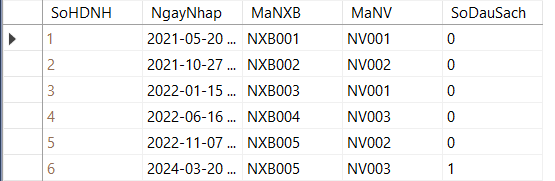 SoHDNH NgayNhap MaNXB MaNV SoDauSach
1 2021-05-20 ... NXB001 NV001 0
2 2021-10-27 ... NXB002 NV002 0
3 2022-01-15 ... NXB003 NV001 0
4 2022-06-16 ... NXB004 NV003 0
5 2022-11-07 ... NXB005 NV002 0
6 2024-03-20 ... NXB005 NV003 1